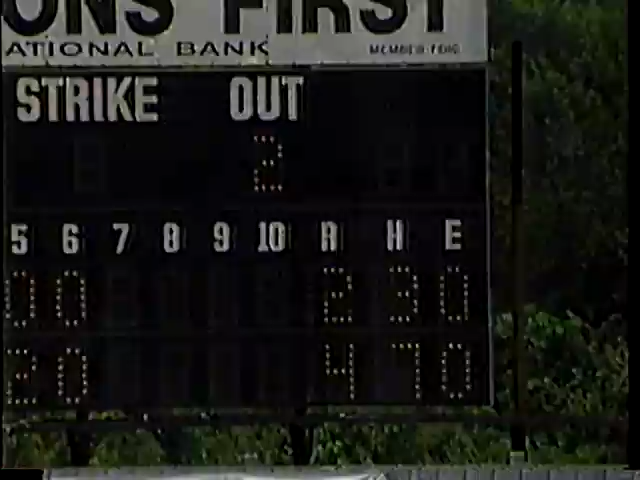 ONS FIRST
ATIONAL BANK MEMBER FDIC
STRIKE OUT
2
5 6 7 8 9 10 R H E
0 0 2 3 0
2 0 4 7 0